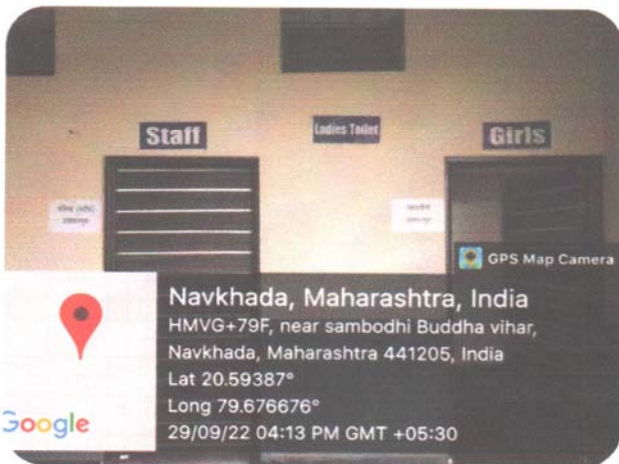 Staff
Ladies Toilet
Girls
GPS Map Camera
Navkhada, Maharashtra, India
HMVG+79F, near sambodhi Buddha vihar,
Navkhada, Maharashtra 441205, India
Lat 20.59387°
Long 79.676676°
29/09/22 04:13 PM GMT +05:30
Google